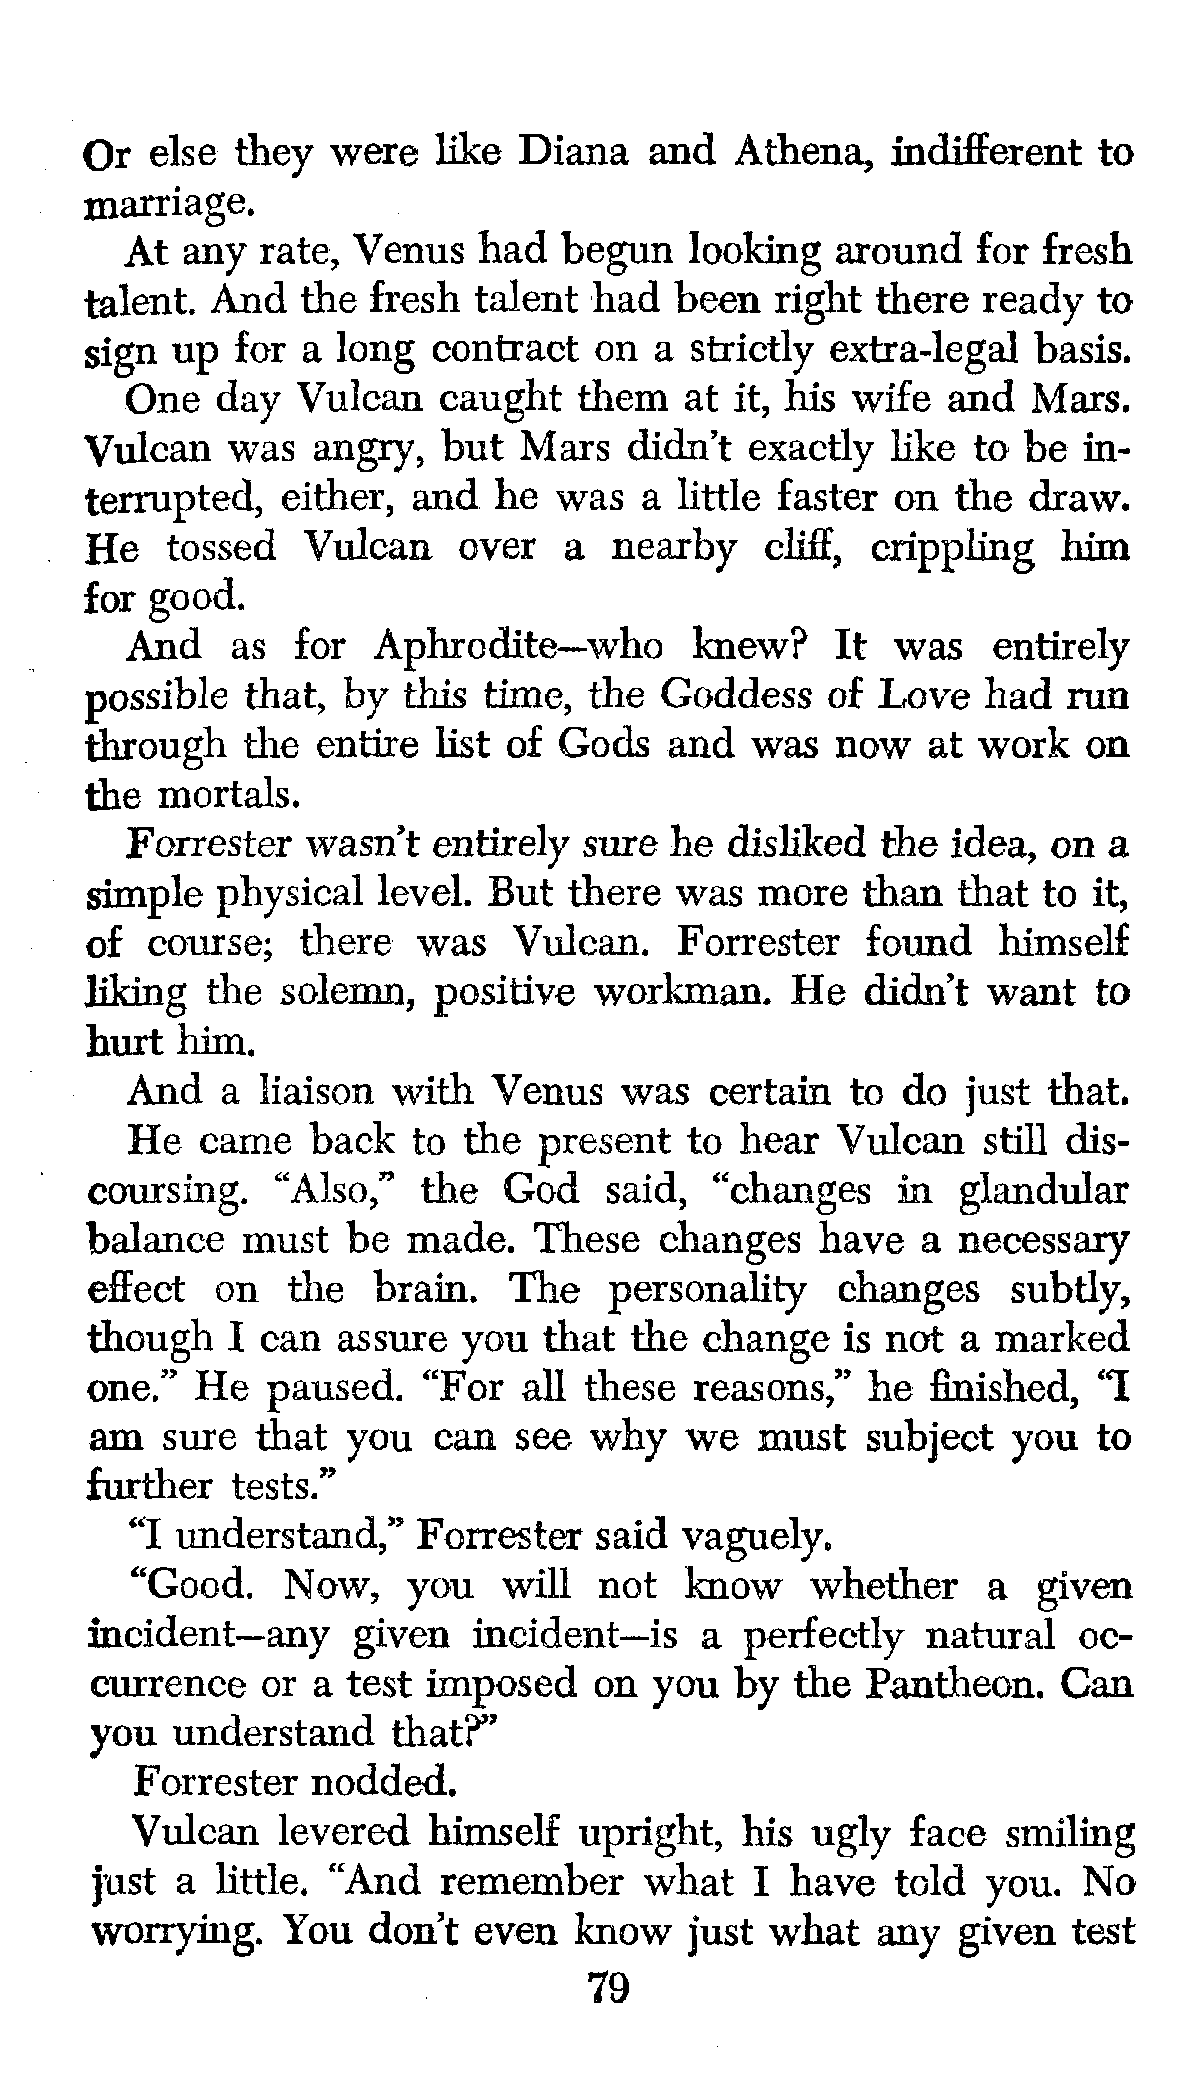 Or else they were like Diana and Athena, indifferent to
marriage.
At any rate, Venus had begun looking around for fresh
talent. And the fresh talent had been right there ready to
sign up for a long contract on a strictly extra-legal basis.
One day Vulcan caught them at it, his wife and Mars.
Vulcan was angry, but Mars didn't exactly like to be in-
terrupted, either, and he was a little faster on the draw.
He tossed Vulcan over a nearby cliff, crippling him
for good.
And as for Aphrodite—who knew? It was entirely
possible that, by this time, the Goddess of Love had run
through the entire list of Gods and was now at work on
the mortals.
Forrester wasn't entirely sure he disliked the idea, on a
simple physical level. But there was more than that to it,
of course; there was Vulcan. Forrester found himself
liking the solemn, positive workman. He didn't want to
hurt him.
And a liaison with Venus was certain to do just that.
He came back to the present to hear Vulcan still dis-
coursing. “Also,” the God said, “changes in glandular
balance must be made. These changes have a necessary
effect on the brain. The personality changes subtly,
though I can assure you that the change is not a marked
one.” He paused. “For all these reasons,” he finished, “I
am sure that you can see why we must subject you to
further tests.”
“I understand,” Forrester said vaguely.
“Good. Now, you will not know whether a given
incident—any given incident—is a perfectly natural oc-
currence or a test imposed on you by the Pantheon. Can
you understand that?”
Forrester nodded.
Vulcan levered himself upright, his ugly face smiling
just a little. “And remember what I have told you. No
worrying. You don't even know just what any given test
79